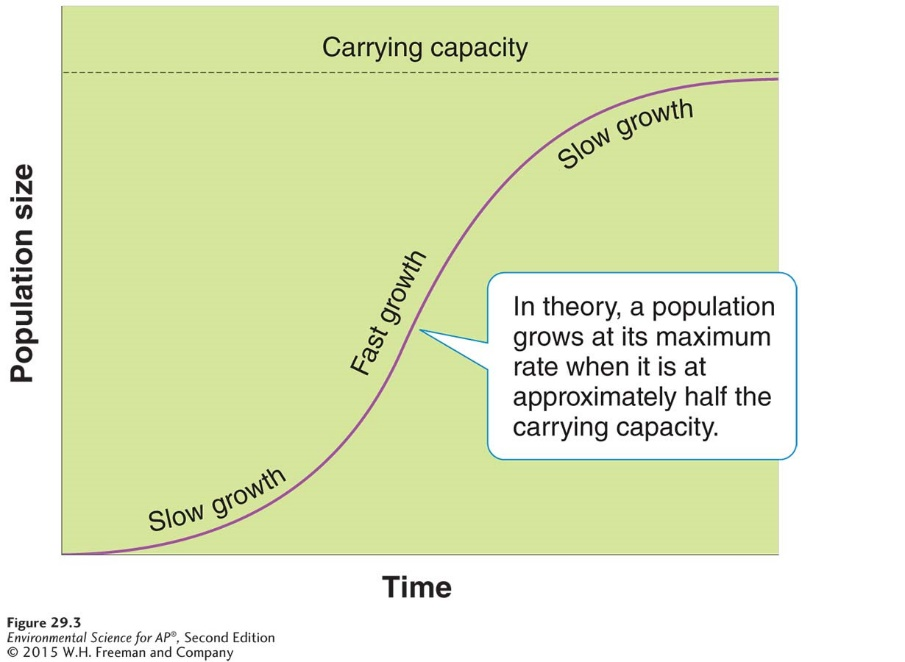 Carrying capacity
Slow growth
Fast growth
Slow growth
In theory, a population
grows at its maximum
rate when it is at
approximately half the
carrying capacity.
Population size
Time
Figure 29.3
Environmental Science for AP®, Second Edition
© 2015 W.H. Freeman and Company